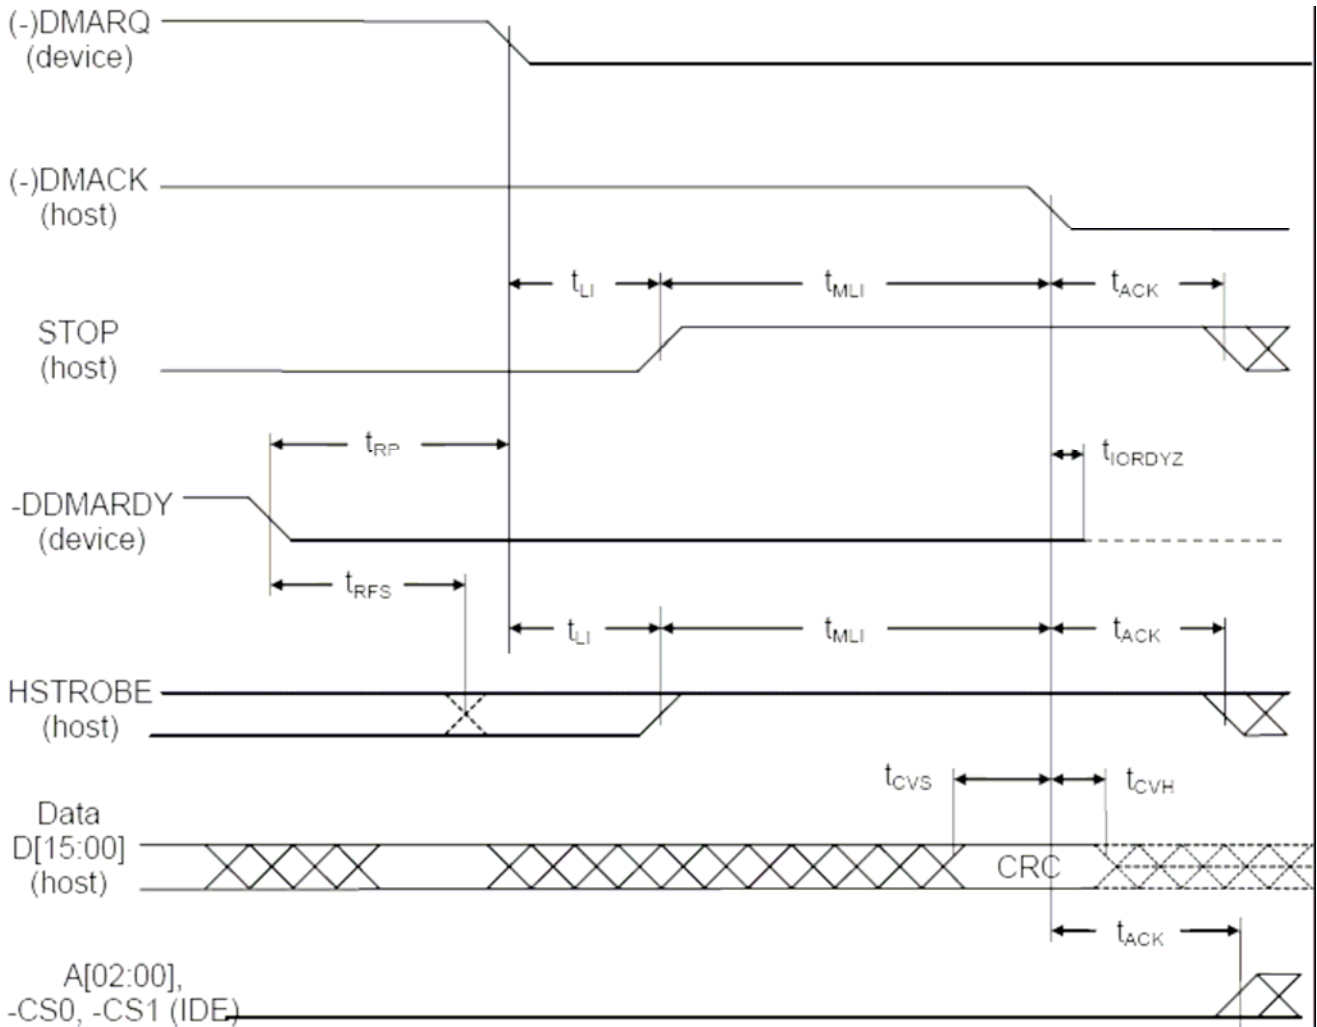 (-)DMARQ
(device)
(-)DMACK
(host)
tLI
tMLI
tACK
STOP
(host)
tRP
tIORDYZ
-DDMARDY
(device)
tRFS
tLI
tMLI
tACK
HSTROBE
(host)
tCVS
tCVH
Data
D[15:00]
(host)
CRC
tACK
A[02:00],
-CS0, -CS1 (IDE)